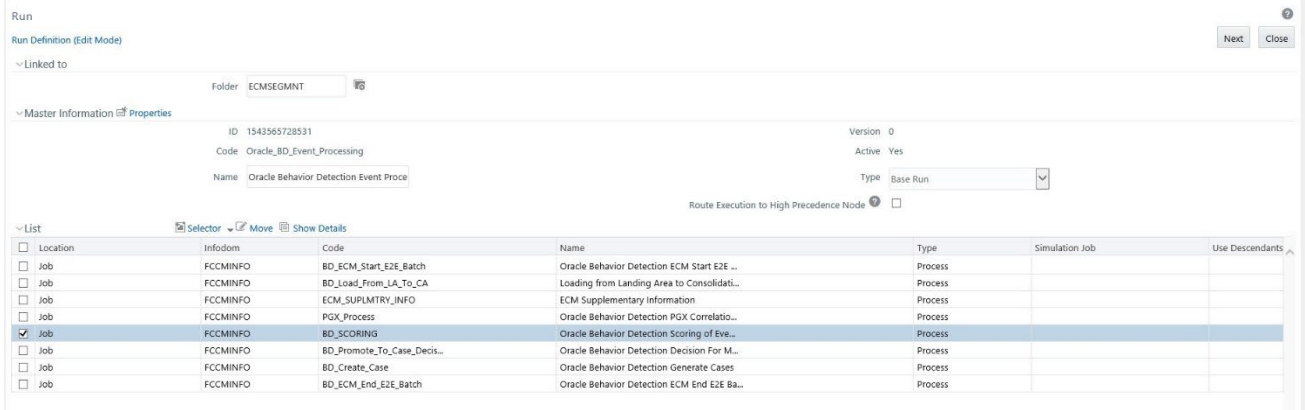 Run
Run Definition (Edit Mode) Next Close
Linked to
Folder ECMSEGMNT
Master Information Properties
ID 1543565728531 Version 0
Code Oracle_BD_Event_Processing Active Yes
Name Oracle Behavior Detection Event Proce Type Base Run
Route Execution to High Precedence Node
List Selector Move Show Details
Location Infodom Code Name Type Simulation Job Use Descendants
Job FCCMINFO BD_ECM_Start_E2E_Batch Oracle Behavior Detection ECM Start E2E ... Process
Job FCCMINFO BD_Load_From_LA_To_CA Loading from Landing Area to Consolidati... Process
Job FCCMINFO ECM_SUPLMTRY_INFO ECM Supplementary Information Process
Job FCCMINFO PGX_Process Oracle Behavior Detection PGX Correlatio... Process
Job FCCMINFO BD_SCORING Oracle Behavior Detection Scoring of Eve... Process
Job FCCMINFO BD_Promote_To_Case_Decis... Oracle Behavior Detection Decision For M... Process
Job FCCMINFO BD_Create_Case Oracle Behavior Detection Generate Cases Process
Job FCCMINFO BD_ECM_End_E2E_Batch Oracle Behavior Detection ECM End E2E Ba... Process